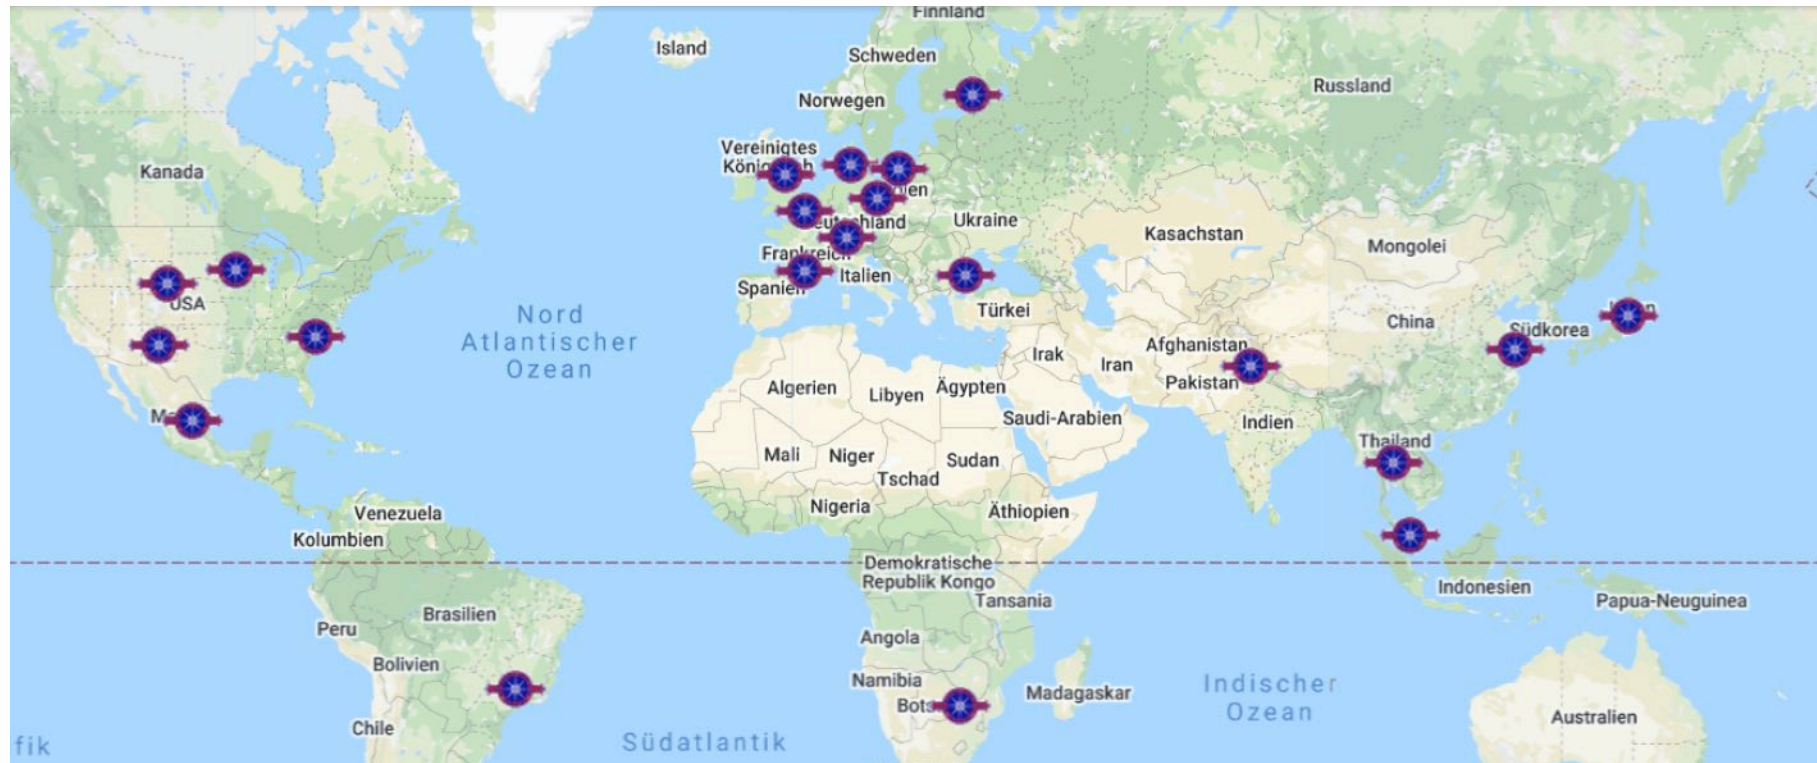 Finnland
Island
Schweden
Russland
Norwegen
Vereinigtes
Kanada
Ukraine
Kasachstan
Mongolei
Frankreich
Italien
Spanien
USA
Nord
Atlantischer
Ozean
Türkei
China
Südkorea
Afghanistan
Irak
Iran
Pakistan
Algerien
Libyen
Ägypten
Saudi-Arabien
Indien
Thailand
Mali
Niger
Sudan
Tschad
Nigeria
Äthiopien
Venezuela
Kolumbien
Demokratische
Republik Kongo
Indonesien
Tansania
Papua-Neuguinea
Brasilien
Peru
Angola
Bolivien
Namibia
Madagaskar
Indischer
Ozean
Australien
Chile
Südatlantik
fik